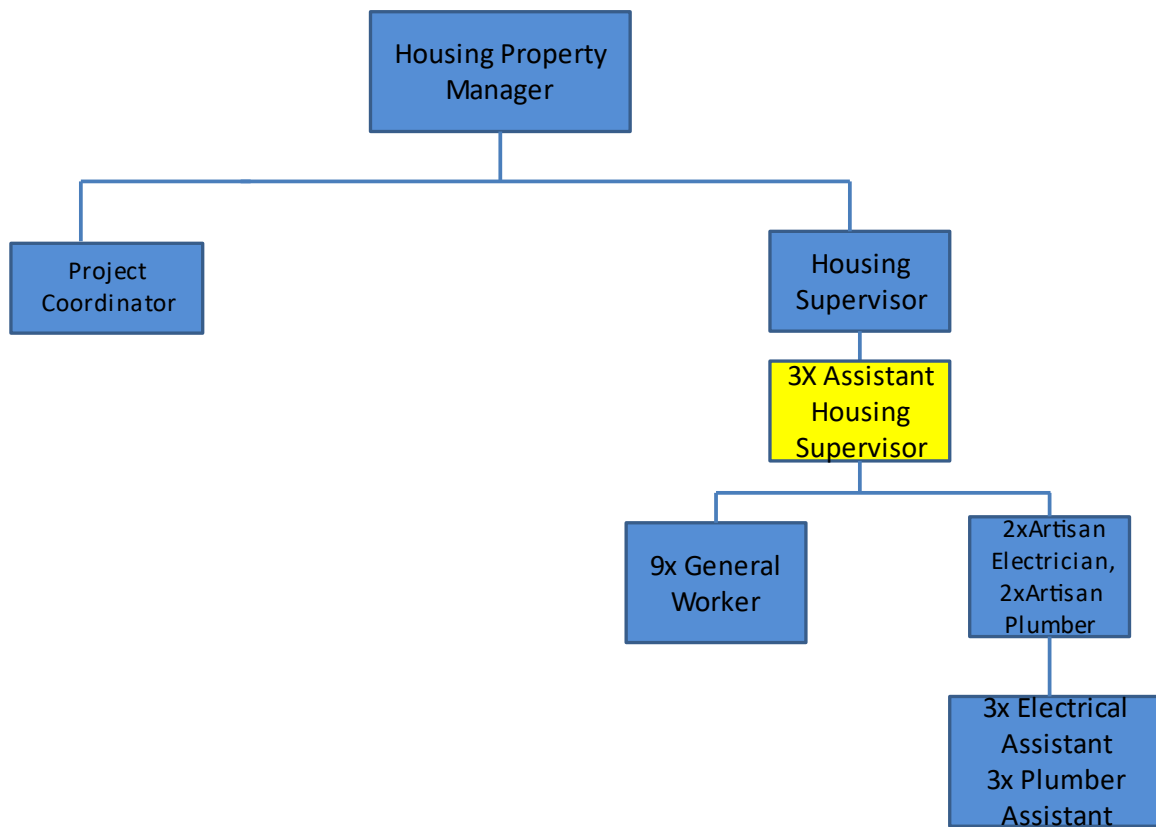 Housing Property
Manager
Project
Coordinator
Housing
Supervisor
3X Assistant
Housing
Supervisor
9x General
Worker
2xArtisan
Electrician,
2xArtisan
Plumber
3x Electrical
Assistant
3x Plumber
Assistant